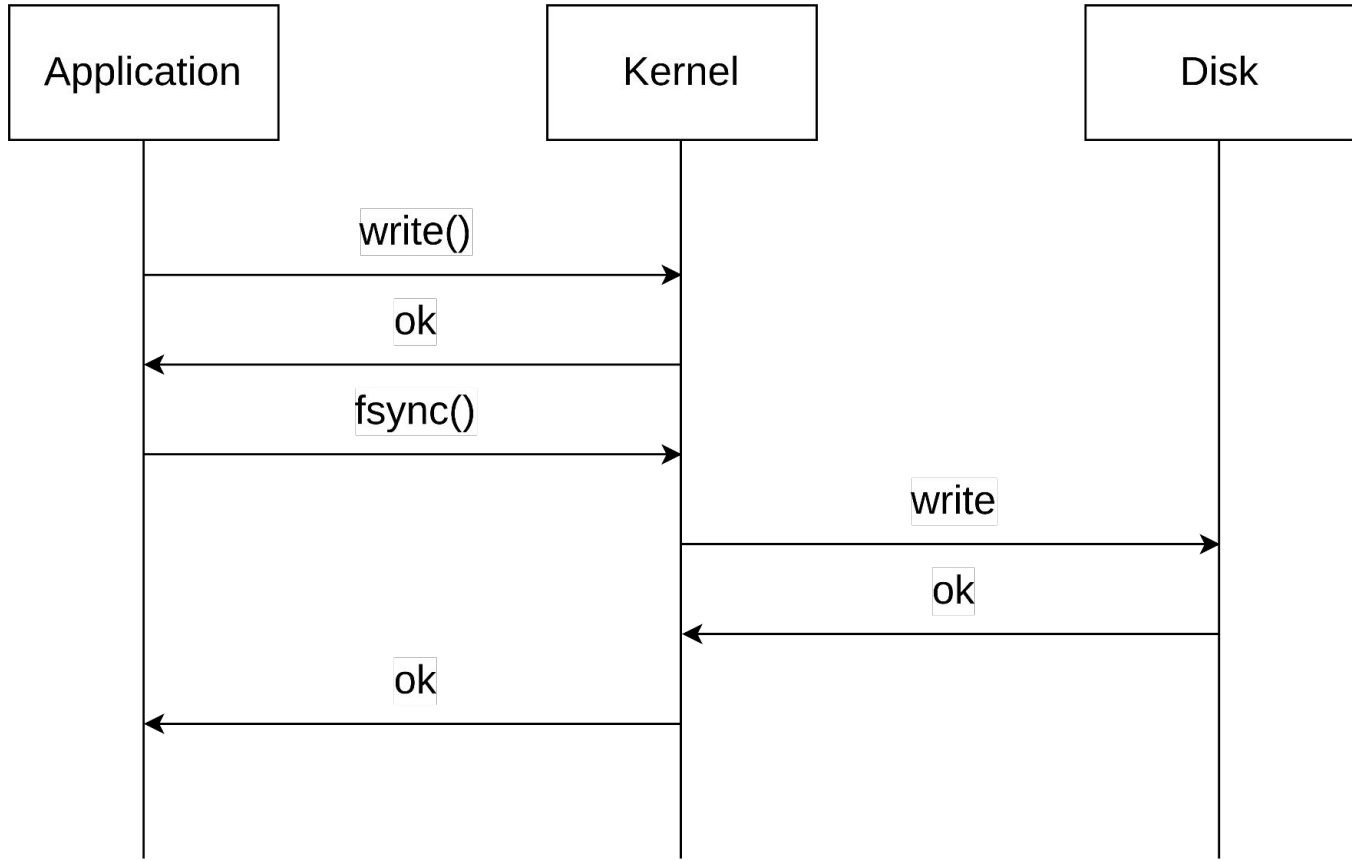 Application
Kernel
Disk
write()
ok
fsync()
write
ok
ok